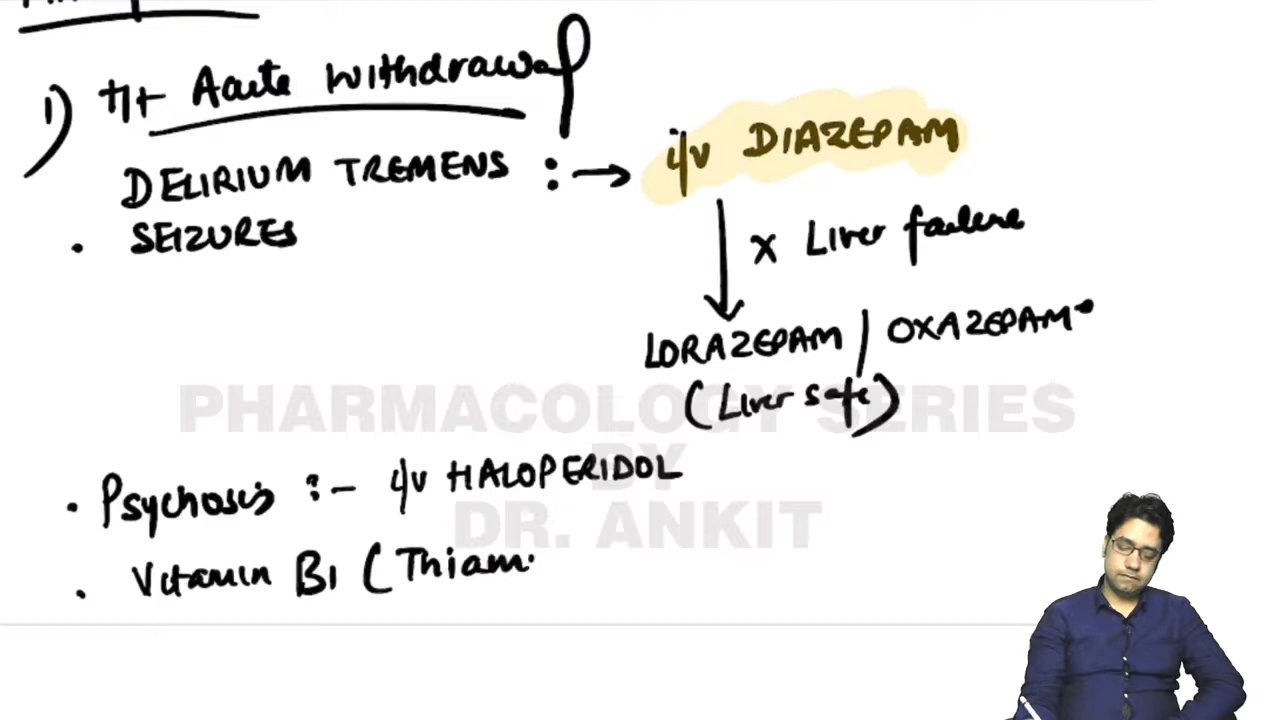 1) ttt Acute withdrawal
DELIRIUM TREMENS : → i/v DIAZEPAM
. SEIZURES
x Liver failure
LORAZEPAM / OXAZEPAM
(Liver safe)
PHARMACOLOGY SERIES
BY
DR. ANKIT
. Psychosis :- i/v HALOPERIDOL
. Vitamin B1 (Thiam